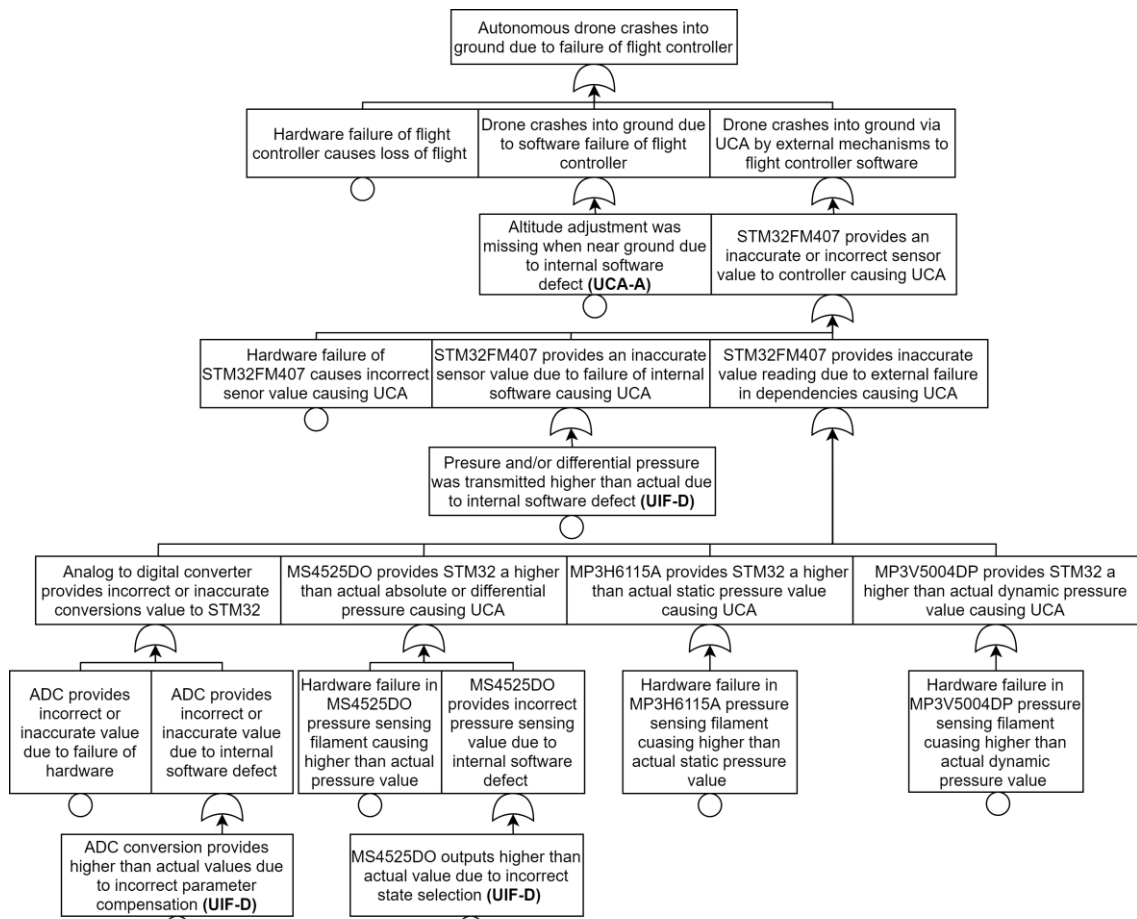 Autonomous drone crashes into
ground due to failure of flight controller
Hardware failure of flight
controller causes loss of flight
Drone crashes into ground due
to software failure of flight
controller
Drone crashes into ground via
UCA by external mechanisms to
flight controller software
Altitude adjustment was
missing when near ground due
to internal software
defect (UCA-A)
STM32FM407 provides an
inaccurate or incorrect sensor
value to controller causing UCA
Hardware failure of
STM32FM407 causes incorrect
senor value causing UCA
STM32FM407 provides an inaccurate
sensor value due to failure of internal
software causing UCA
STM32FM407 provides inaccurate
value reading due to external failure
in dependencies causing UCA
Presure and/or differential pressure
was transmitted higher than actual due
to internal software defect (UIF-D)
Analog to digital converter
provides incorrect or inaccurate
conversions value to STM32
MS4525DO provides STM32 a higher
than actual absolute or differential
pressure causing UCA
MP3H6115A provides STM32 a higher
than actual static pressure value
causing UCA
MP3V5004DP provides STM32 a
higher than actual dynamic pressure
value causing UCA
ADC provides
incorrect or
inaccurate value
due to failure of
hardware
ADC provides
incorrect or
inaccurate value
due to internal
software defect
Hardware failure in
MS4525DO
pressure sensing
filament causing
higher than actual
pressure value
MS4525DO
provides incorrect
pressure sensing
value due to
internal software
defect
Hardware failure in
MP3H6115A pressure
sensing filament
cuasing higher than
actual static pressure
value
Hardware failure in
MP3V5004DP pressure
sensing filament
cuasing higher than
actual dynamic
pressure value
ADC conversion provides
higher than actual values due
to incorrect parameter
compensation (UIF-D)
MS4525DO outputs higher than
actual value due to incorrect
state selection (UIF-D)